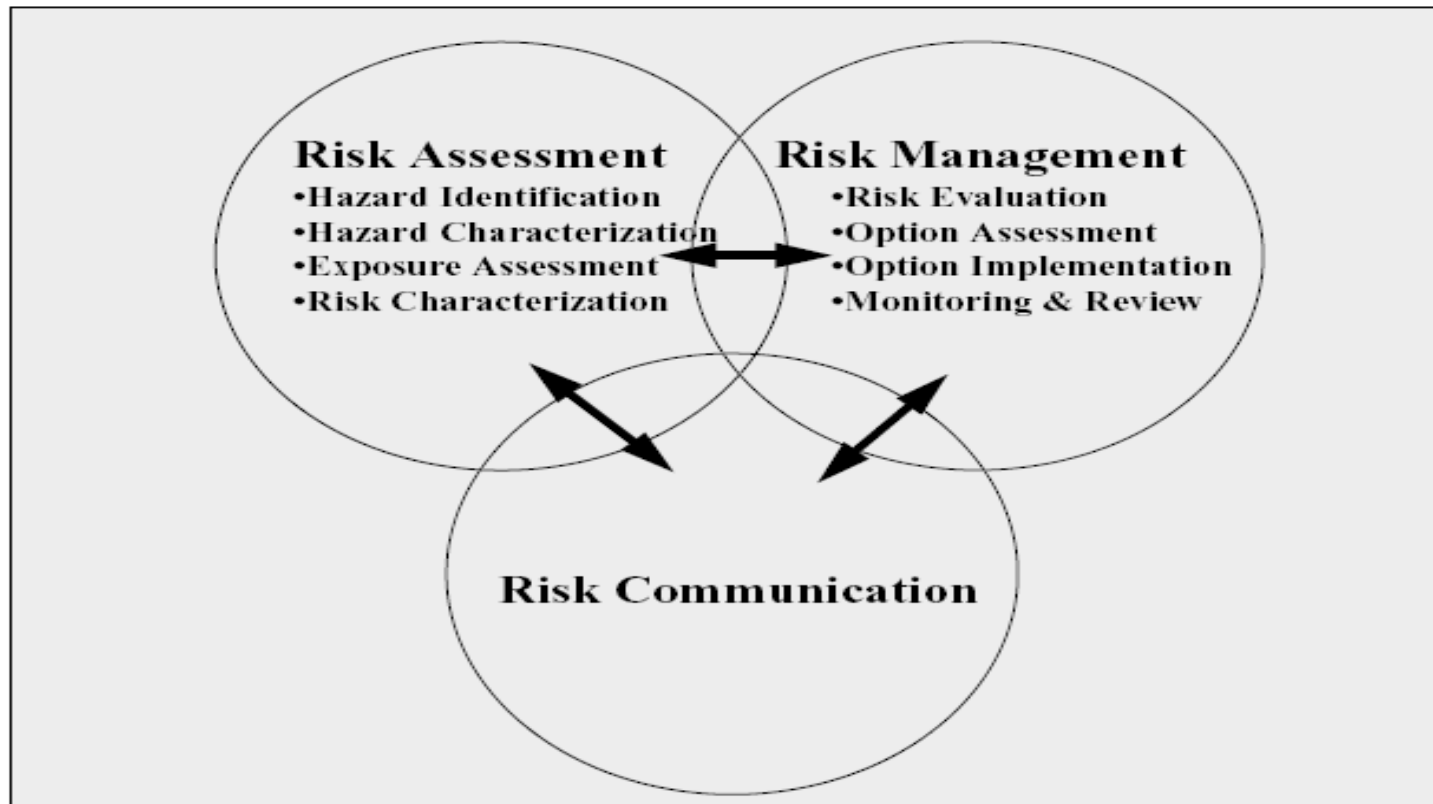 Risk Assessment
•Hazard Identification
•Hazard Characterization
•Exposure Assessment
•Risk Characterization
Risk Management
•Risk Evaluation
•Option Assessment
•Option Implementation
•Monitoring & Review
Risk Communication